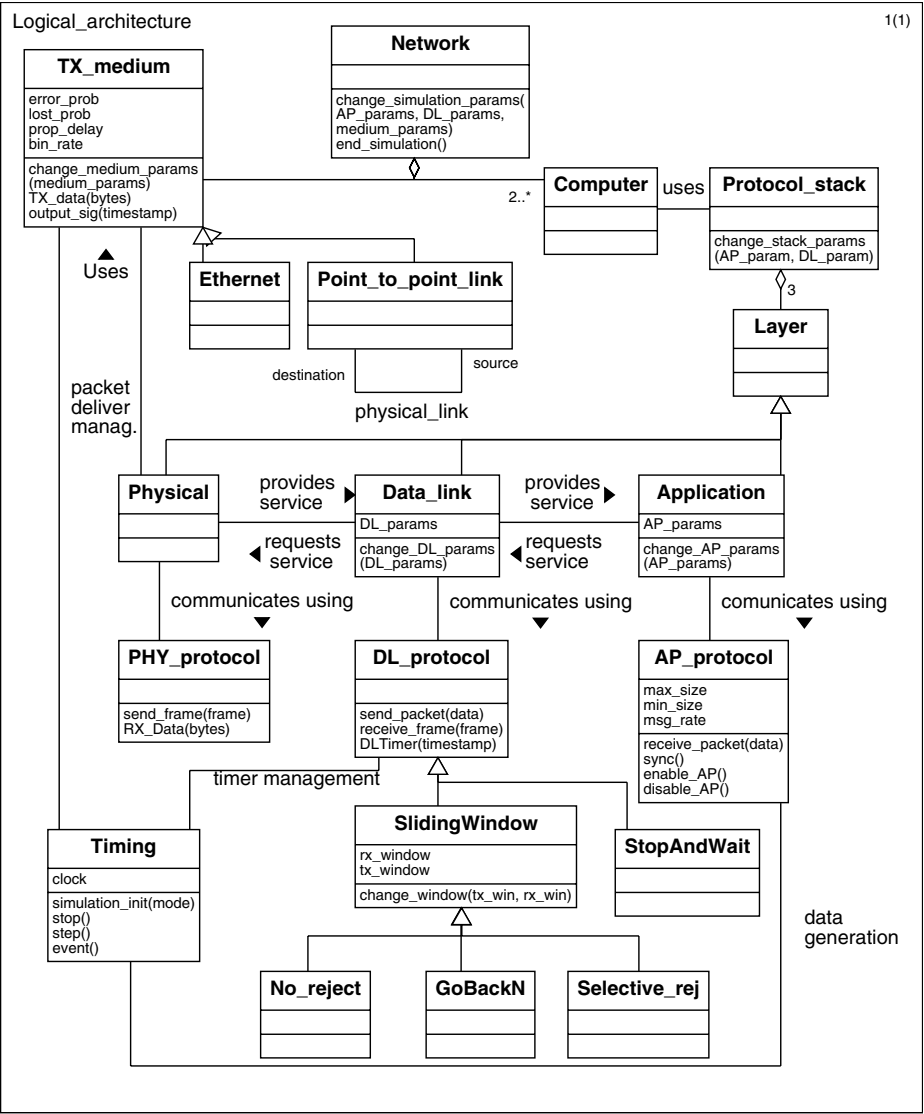 Logical_architecture
1(1)
TX_medium
error_prob
lost_prob
prop_delay
bin_rate
change_medium_params
(medium_params)
TX_data(bytes)
output_sig(timestamp)
Network
change_simulation_params(
AP_params, DL_params,
medium_params)
end_simulation()
2..*
Computer
uses
Protocol_stack
change_stack_params
(AP_param, DL_param)
3
Layer
Uses
Ethernet
Point_to_point_link
destination
source
physical_link
packet
deliver
manag.
Physical
provides
service
requests
service
Data_link
DL_params
change_DL_params
(DL_params)
provides
service
requests
service
Application
AP_params
change_AP_params
(AP_params)
communicates using
communicates using
comunicates using
PHY_protocol
send_frame(frame)
RX_Data(bytes)
DL_protocol
send_packet(data)
receive_frame(frame)
DLTimer(timestamp)
AP_protocol
max_size
min_size
msg_rate
receive_packet(data)
sync()
enable_AP()
disable_AP()
timer management
Timing
clock
simulation_init(mode)
stop()
step()
event()
SlidingWindow
rx_window
tx_window
change_window(tx_win, rx_win)
StopAndWait
data
generation
No_reject
GoBackN
Selective_rej